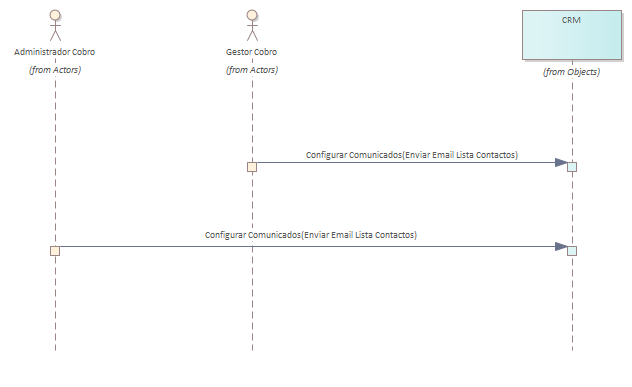 Administrador Cobro
(from Actors)
Gestor Cobro
(from Actors)
CRM
(from Objects)
Configurar Comunicados(Enviar Email Lista Contactos)
Configurar Comunicados(Enviar Email Lista Contactos)